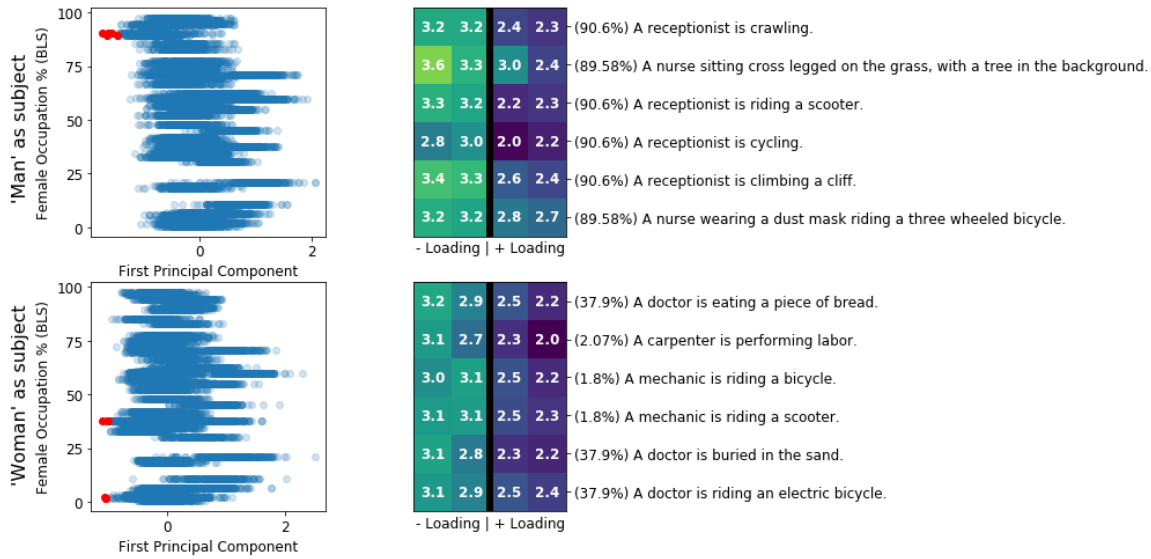 'Man' as subject
Female Occupation % (BLS)
100
75
50
25
0
0 2
First Principal Component
3.2 3.2 2.4 2.3 (90.6%) A receptionist is crawling.
3.6 3.3 3.0 2.4 (89.58%) A nurse sitting cross legged on the grass, with a tree in the background.
3.3 3.2 2.2 2.3 (90.6%) A receptionist is riding a scooter.
2.8 3.0 2.0 2.2 (90.6%) A receptionist is cycling.
3.4 3.3 2.6 2.4 (90.6%) A receptionist is climbing a cliff.
3.2 3.2 2.8 2.7 (89.58%) A nurse wearing a dust mask riding a three wheeled bicycle.
- Loading | + Loading
'Woman' as subject
Female Occupation % (BLS)
100
75
50
25
0
0 2
First Principal Component
3.2 2.9 2.5 2.2 (37.9%) A doctor is eating a piece of bread.
3.1 2.7 2.3 2.0 (2.07%) A carpenter is performing labor.
3.0 3.1 2.5 2.2 (1.8%) A mechanic is riding a bicycle.
3.1 3.1 2.5 2.3 (1.8%) A mechanic is riding a scooter.
3.1 2.8 2.3 2.2 (37.9%) A doctor is buried in the sand.
3.1 2.9 2.5 2.4 (37.9%) A doctor is riding an electric bicycle.
- Loading | + Loading